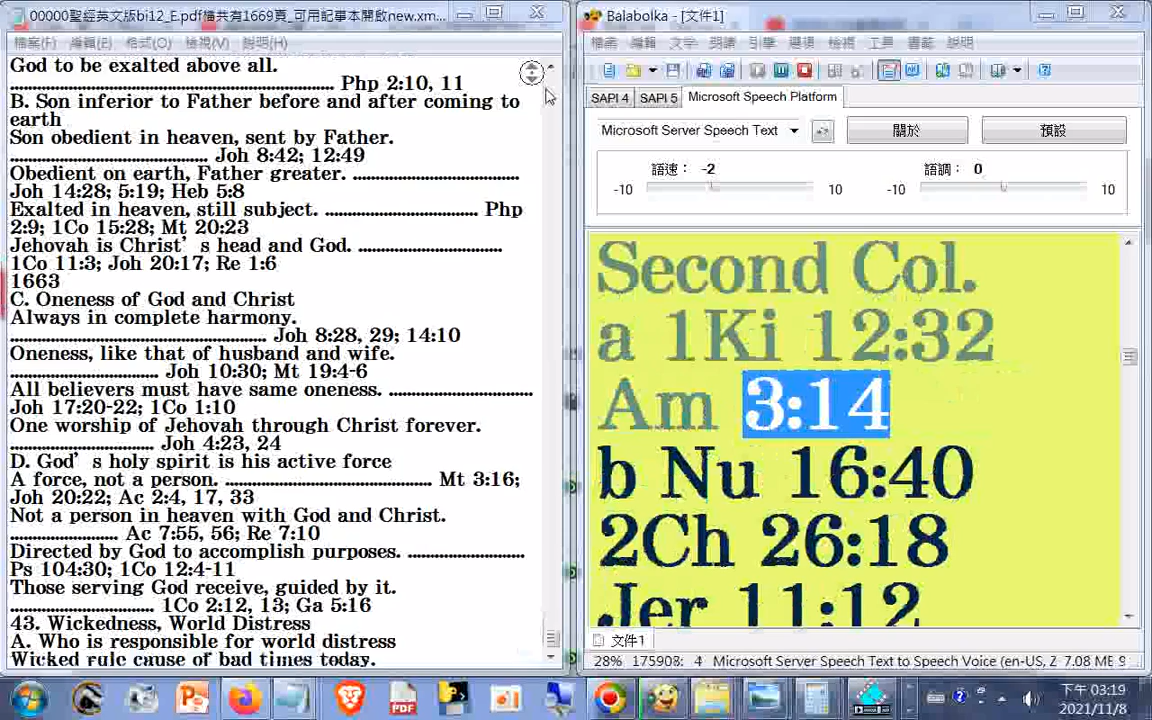 00000聖經英文版bi12_E.pdf檔共有1669頁_可用記事本開啟new.xm...
檔案(F) 編輯(E) 格式(O) 檢視(V) 說明(H)
God to be exalted above all.
........................................................................ Php 2:10, 11
B. Son inferior to Father before and after coming to
earth
Son obedient in heaven, sent by Father.
............................................ Joh 8:42; 12:49
Obedient on earth, Father greater. .....................................
Joh 14:28; 5:19; Heb 5:8
Exalted in heaven, still subject. .................................. Php
2:9; 1Co 15:28; Mt 20:23
Jehovah is Christ’s head and God. ................................
1Co 11:3; Joh 20:17; Re 1:6
1663
C. Oneness of God and Christ
Always in complete harmony.
......................................................... Joh 8:28, 29; 14:10
Oneness, like that of husband and wife.
................................. Joh 10:30; Mt 19:4-6
All believers must have same oneness. ................................
Joh 17:20-22; 1Co 1:10
One worship of Jehovah through Christ forever.
................................ Joh 4:23, 24
D. God’s holy spirit is his active force
A force, not a person. .............................................. Mt 3:16;
Joh 20:22; Ac 2:4, 17, 33
Not a person in heaven with God and Christ.
........................ Ac 7:55, 56; Re 7:10
Directed by God to accomplish purposes. ..........................
Ps 104:30; 1Co 12:4-11
Those serving God receive, guided by it.
................................ 1Co 2:12, 13; Ga 5:16
43. Wickedness, World Distress
A. Who is responsible for world distress
Wicked rule cause of bad times today.
Balabolka - [文件1]
檔案 編輯 文字 朗讀 引擎 選項 檢視 工具 書籤 說明
SAPI 4 SAPI 5 Microsoft Speech Platform
Microsoft Server Speech Text 關於 預設
語速： -2 語調： 0
-10 10 -10 10
Second Col.
a 1Ki 12:32
Am 3:14
b Nu 16:40
2Ch 26:18
Jer 11:12
文件1
28% 175908: 4 Microsoft Server Speech Text to Speech Voice (en-US, Z 7.08 MB 9
PDF
下午 03:19
2021/11/8